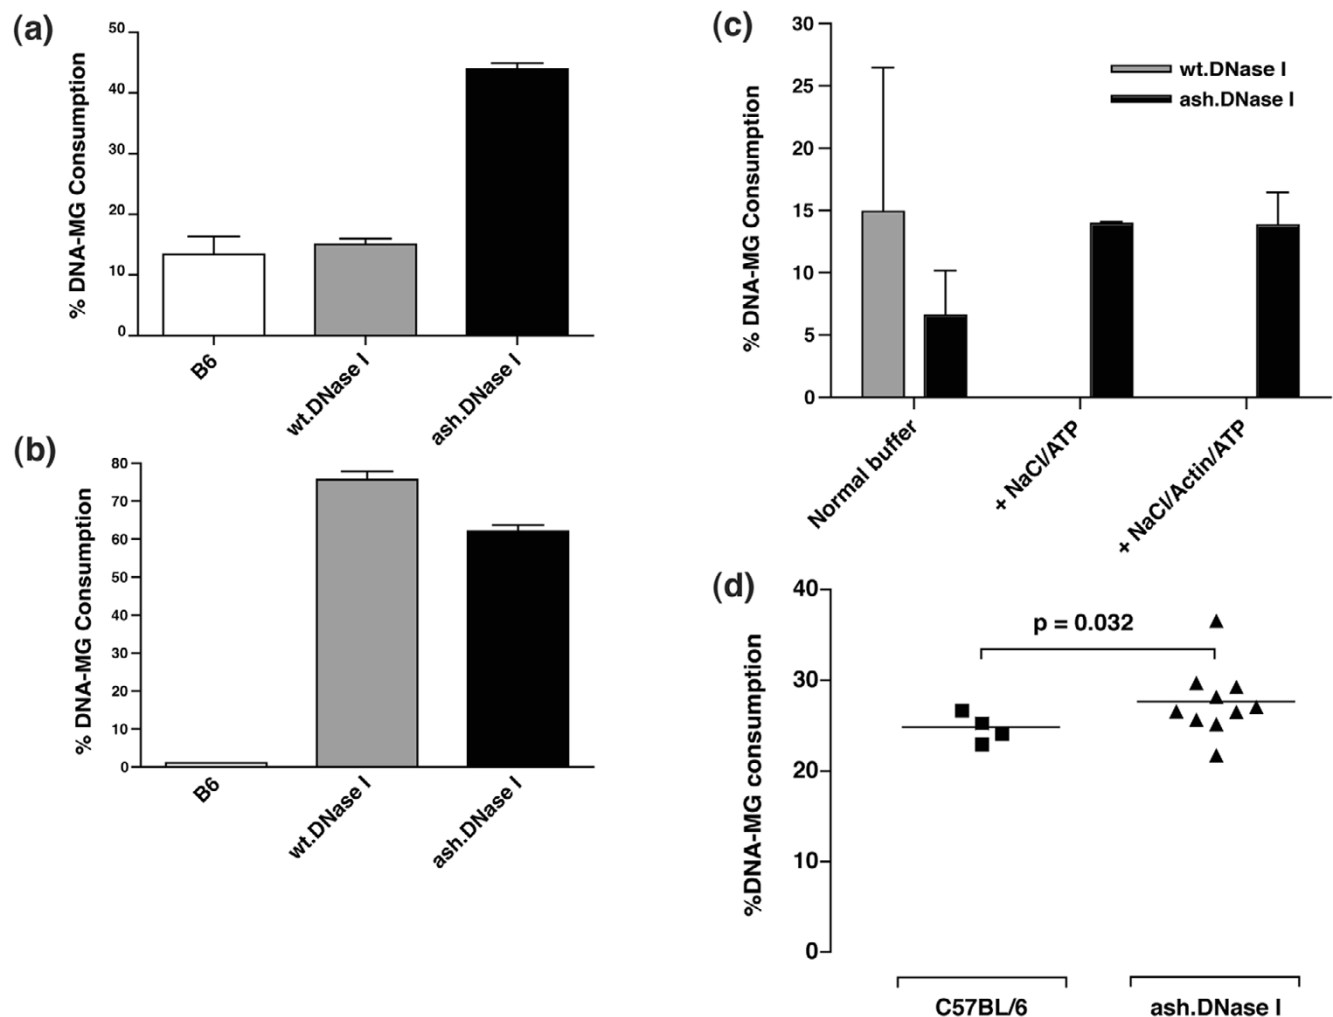 (a)
% DNA-MG Consumption
50
40
30
20
10
0
B6
wt.DNase I
ash.DNase I
(b)
% DNA-MG Consumption
80
70
60
50
40
30
20
10
0
B6
wt.DNase I
ash.DNase I
(c)
% DNA-MG Consumption
30
25
20
15
10
5
0
wt.DNase I
ash.DNase I
Normal buffer
+ NaCl/ATP
+ NaCl/Actin/ATP
(d)
%DNA-MG consumption
40
30
20
10
0
p = 0.032
C57BL/6
ash.DNase I